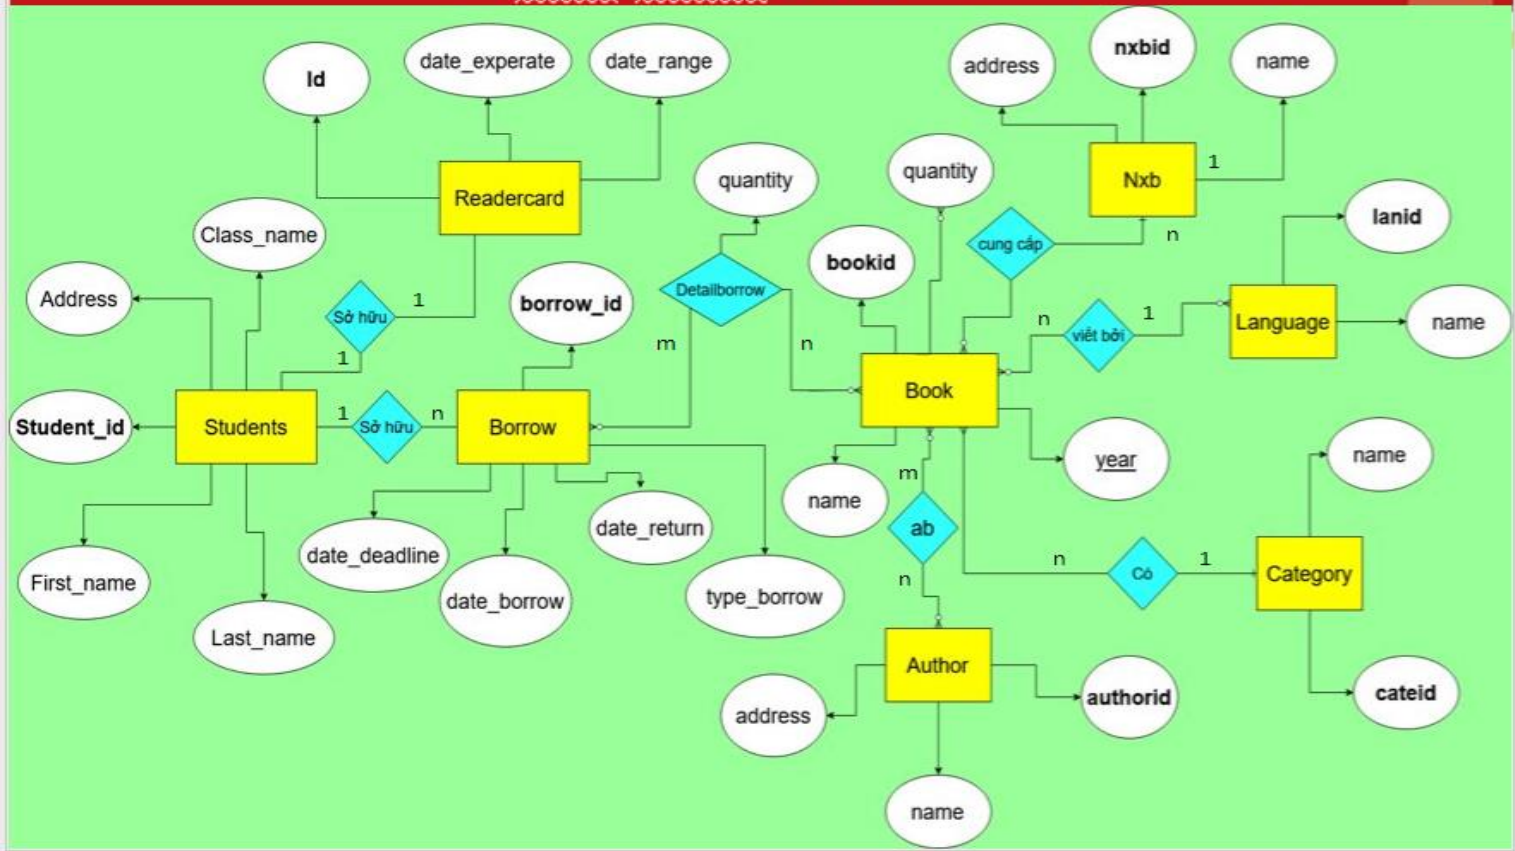 nxbid
date_experate
date_range
address
name
Id
quantity
quantity
1
Nxb
Readercard
lanid
Class_name
n
cung cấp
bookid
Address
borrow_id
Detailborrow
1
Sở hữu
n
1
viết bởi
Language
name
m
n
1
Book
Student_id
Students
1
Sở hữu
n
Borrow
year
name
m
name
date_return
ab
date_deadline
First_name
date_borrow
type_borrow
n
n
Có
1
Category
Last_name
Author
address
authorid
cateid
name